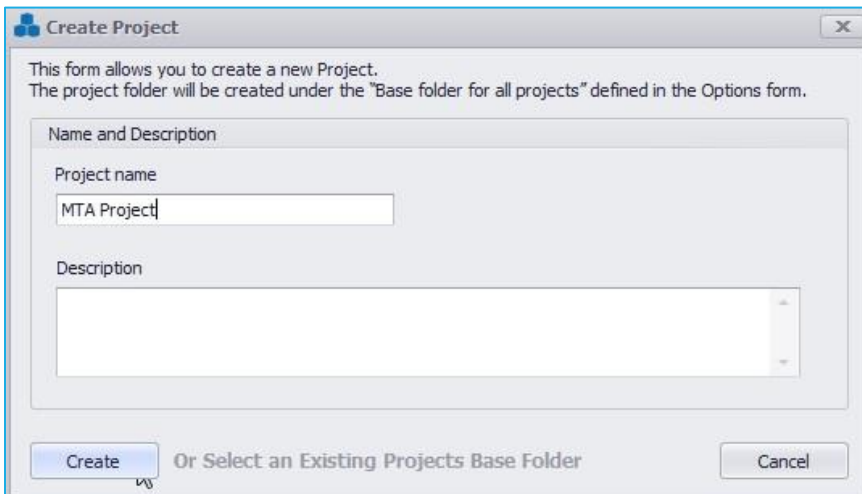 Create Project
This form allows you to create a new Project.
The project folder will be created under the "Base folder for all projects" defined in the Options form.
Name and Description
Project name
MTA Project
Description
Create Or Select an Existing Projects Base Folder Cancel